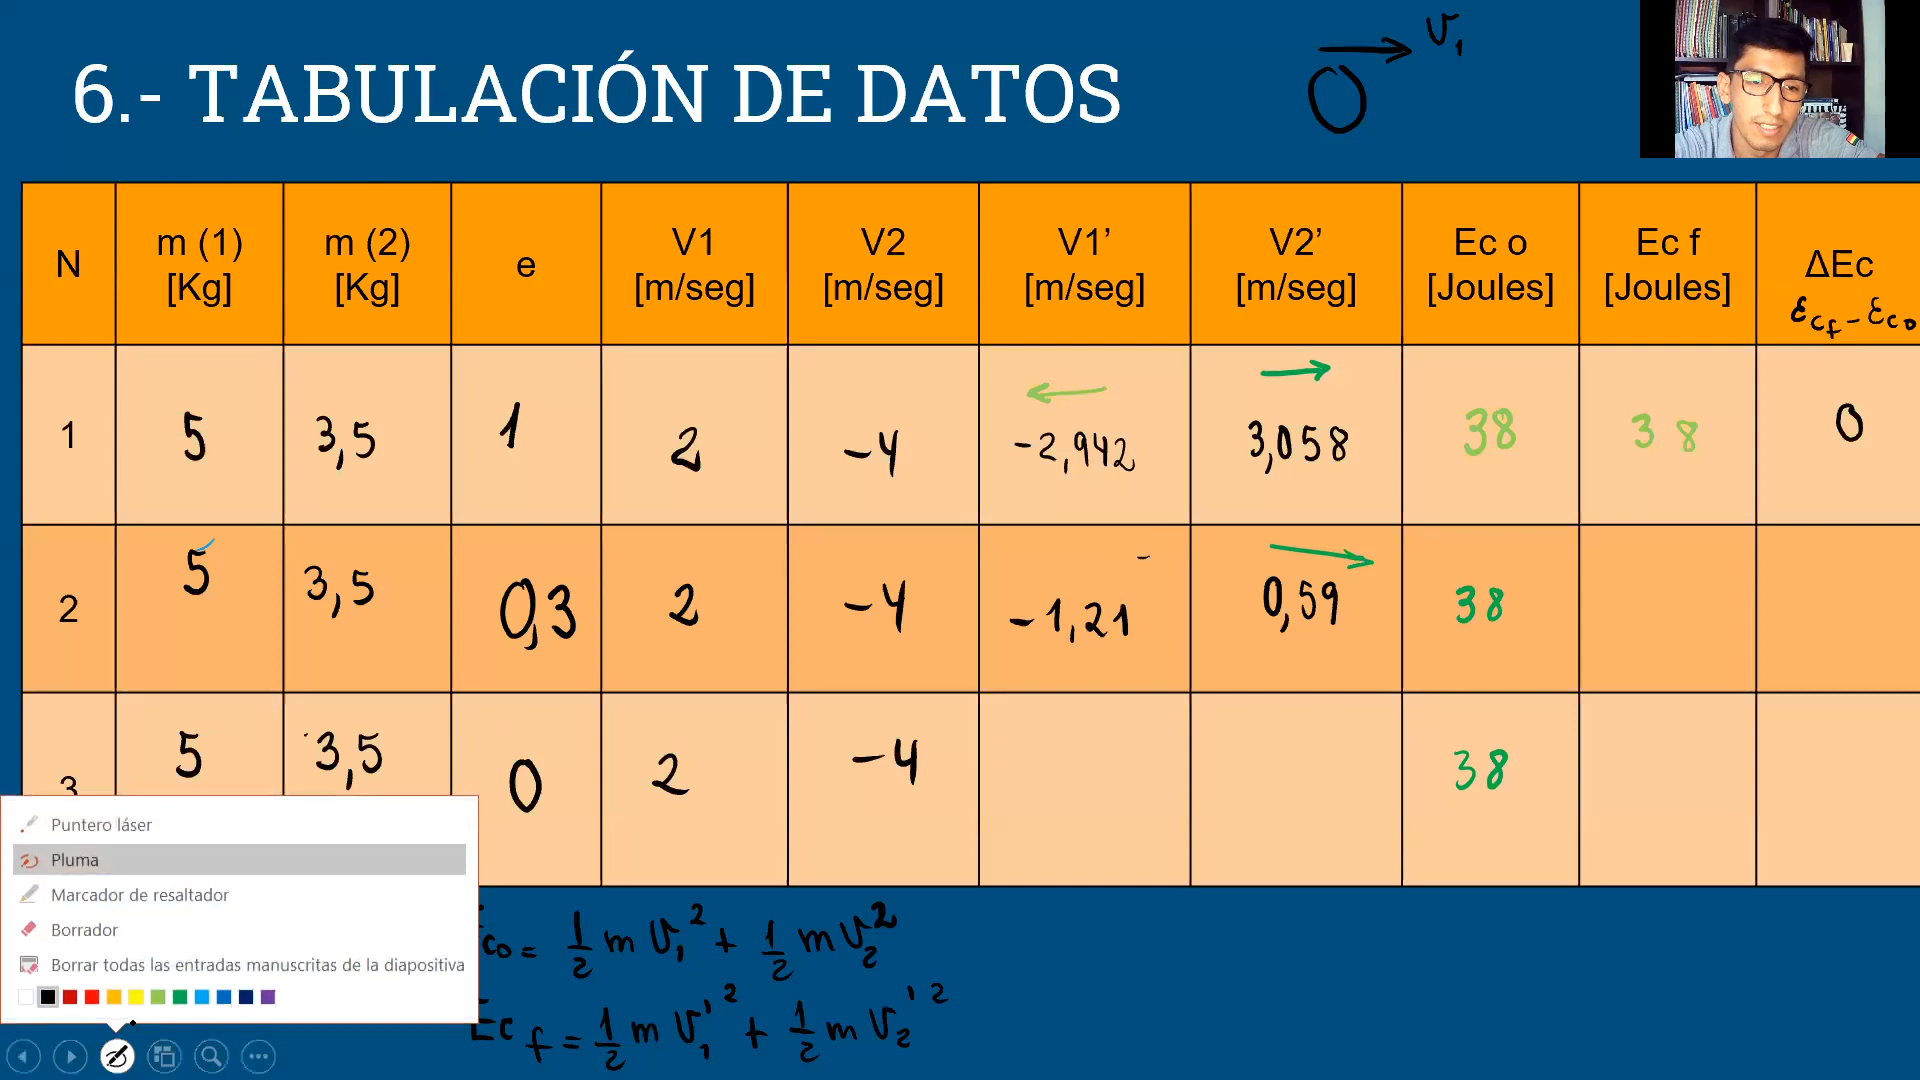 v₁
6.- TABULACIÓN DE DATOS
N m (1) [Kg] m (2) [Kg] e V1 [m/seg] V2 [m/seg] V1’ [m/seg] V2’ [m/seg] Ec o [Joules] Ec f [Joules] ΔEc Ecf - Eco
1 5 3,5 1 2 -4 -2,942 3,058 38 38 0
2 5 3,5 0,3 2 -4 -1,21 0,59 38
3 5 3,5 0 2 -4 38
Puntero láser
Pluma
Marcador de resaltador
Borrador
Borrar todas las entradas manuscritas de la diapositiva
Eco = 1/2 m v₁² + 1/2 m v₂²
Ec f = 1/2 m v₁'² + 1/2 m v₂'²